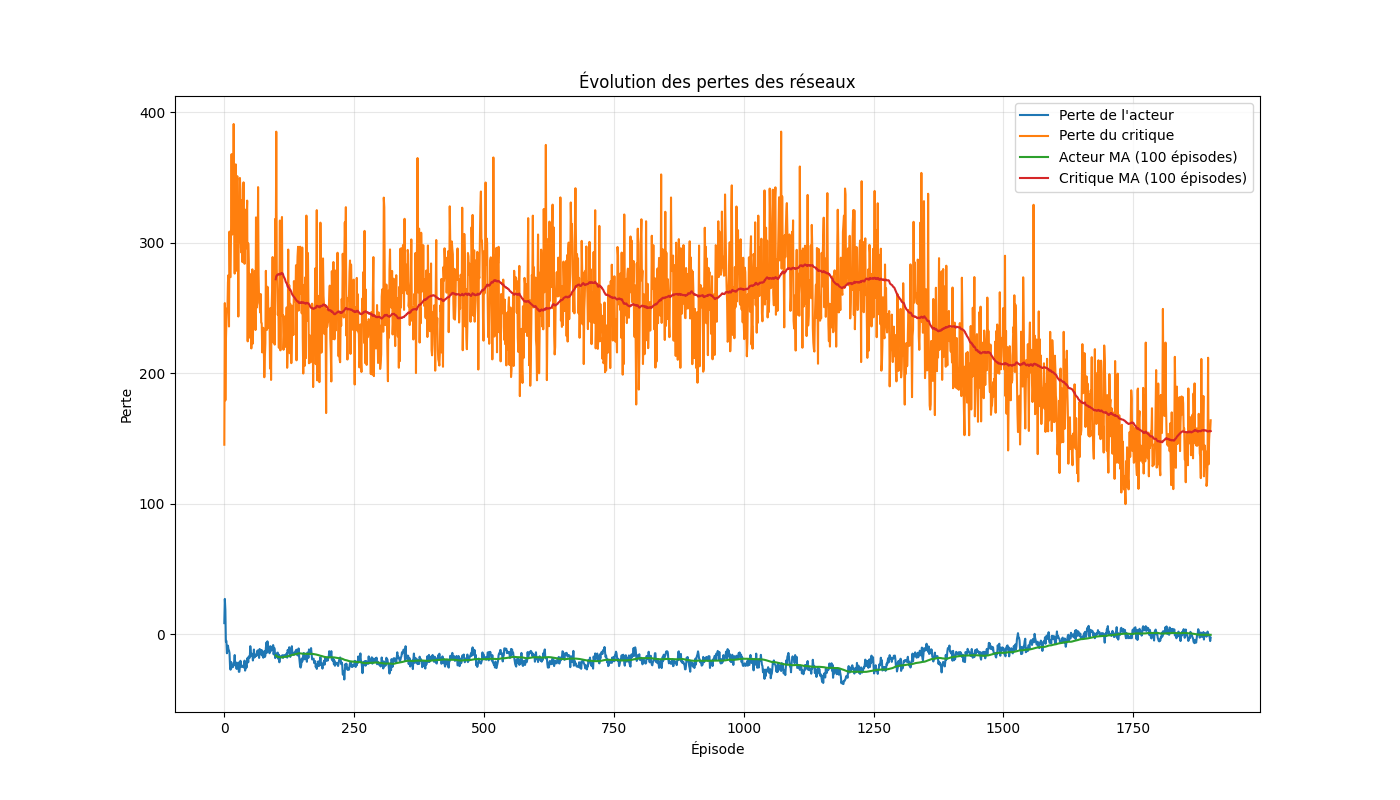 Évolution des pertes des réseaux
Perte de l'acteur
Perte du critique
Acteur MA (100 épisodes)
Critique MA (100 épisodes)
400
300
200
100
0
Perte
0 250 500 750 1000 1250 1500 1750
Épisode